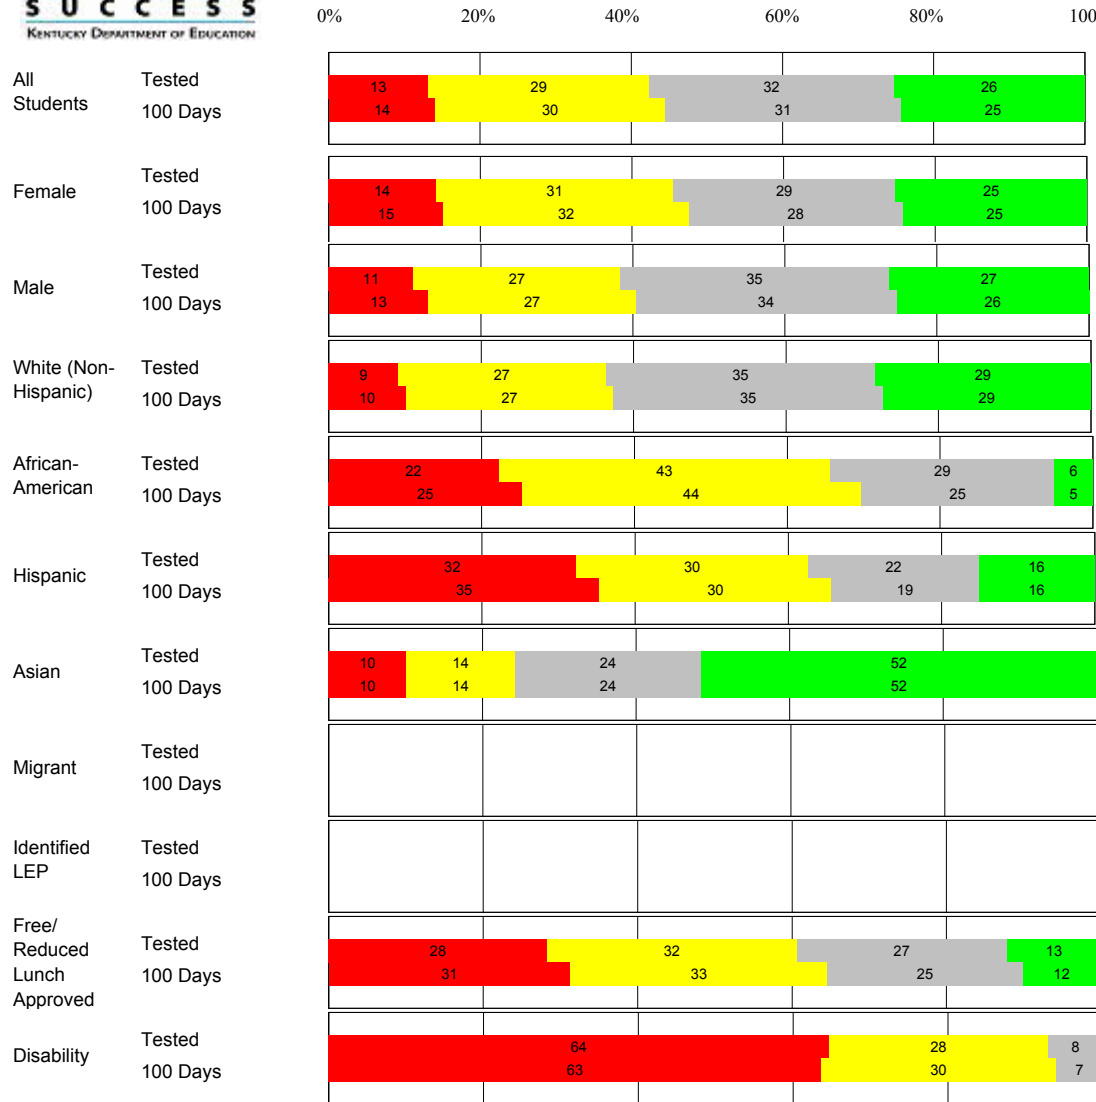 S U C C E S S
KENTUCKY DEPARTMENT OF EDUCATION
0% 20% 40% 60% 80% 100
All
Students
Tested
100 Days
13 29 32 26
14 30 31 25
Female
Tested
100 Days
14 31 29 25
15 32 28 25
Male
Tested
100 Days
11 27 35 27
13 27 34 26
White (Non-
Hispanic)
Tested
100 Days
9 27 35 29
10 27 35 29
African-
American
Tested
100 Days
22 43 29 6
25 44 25 5
Hispanic
Tested
100 Days
32 30 22 16
35 30 19 16
Asian
Tested
100 Days
10 14 24 52
10 14 24 52
Migrant
Tested
100 Days
Identified
LEP
Tested
100 Days
Free/
Reduced
Lunch
Approved
Tested
100 Days
28 32 27 13
31 33 25 12
Disability
Tested
100 Days
64 28 8
63 30 7